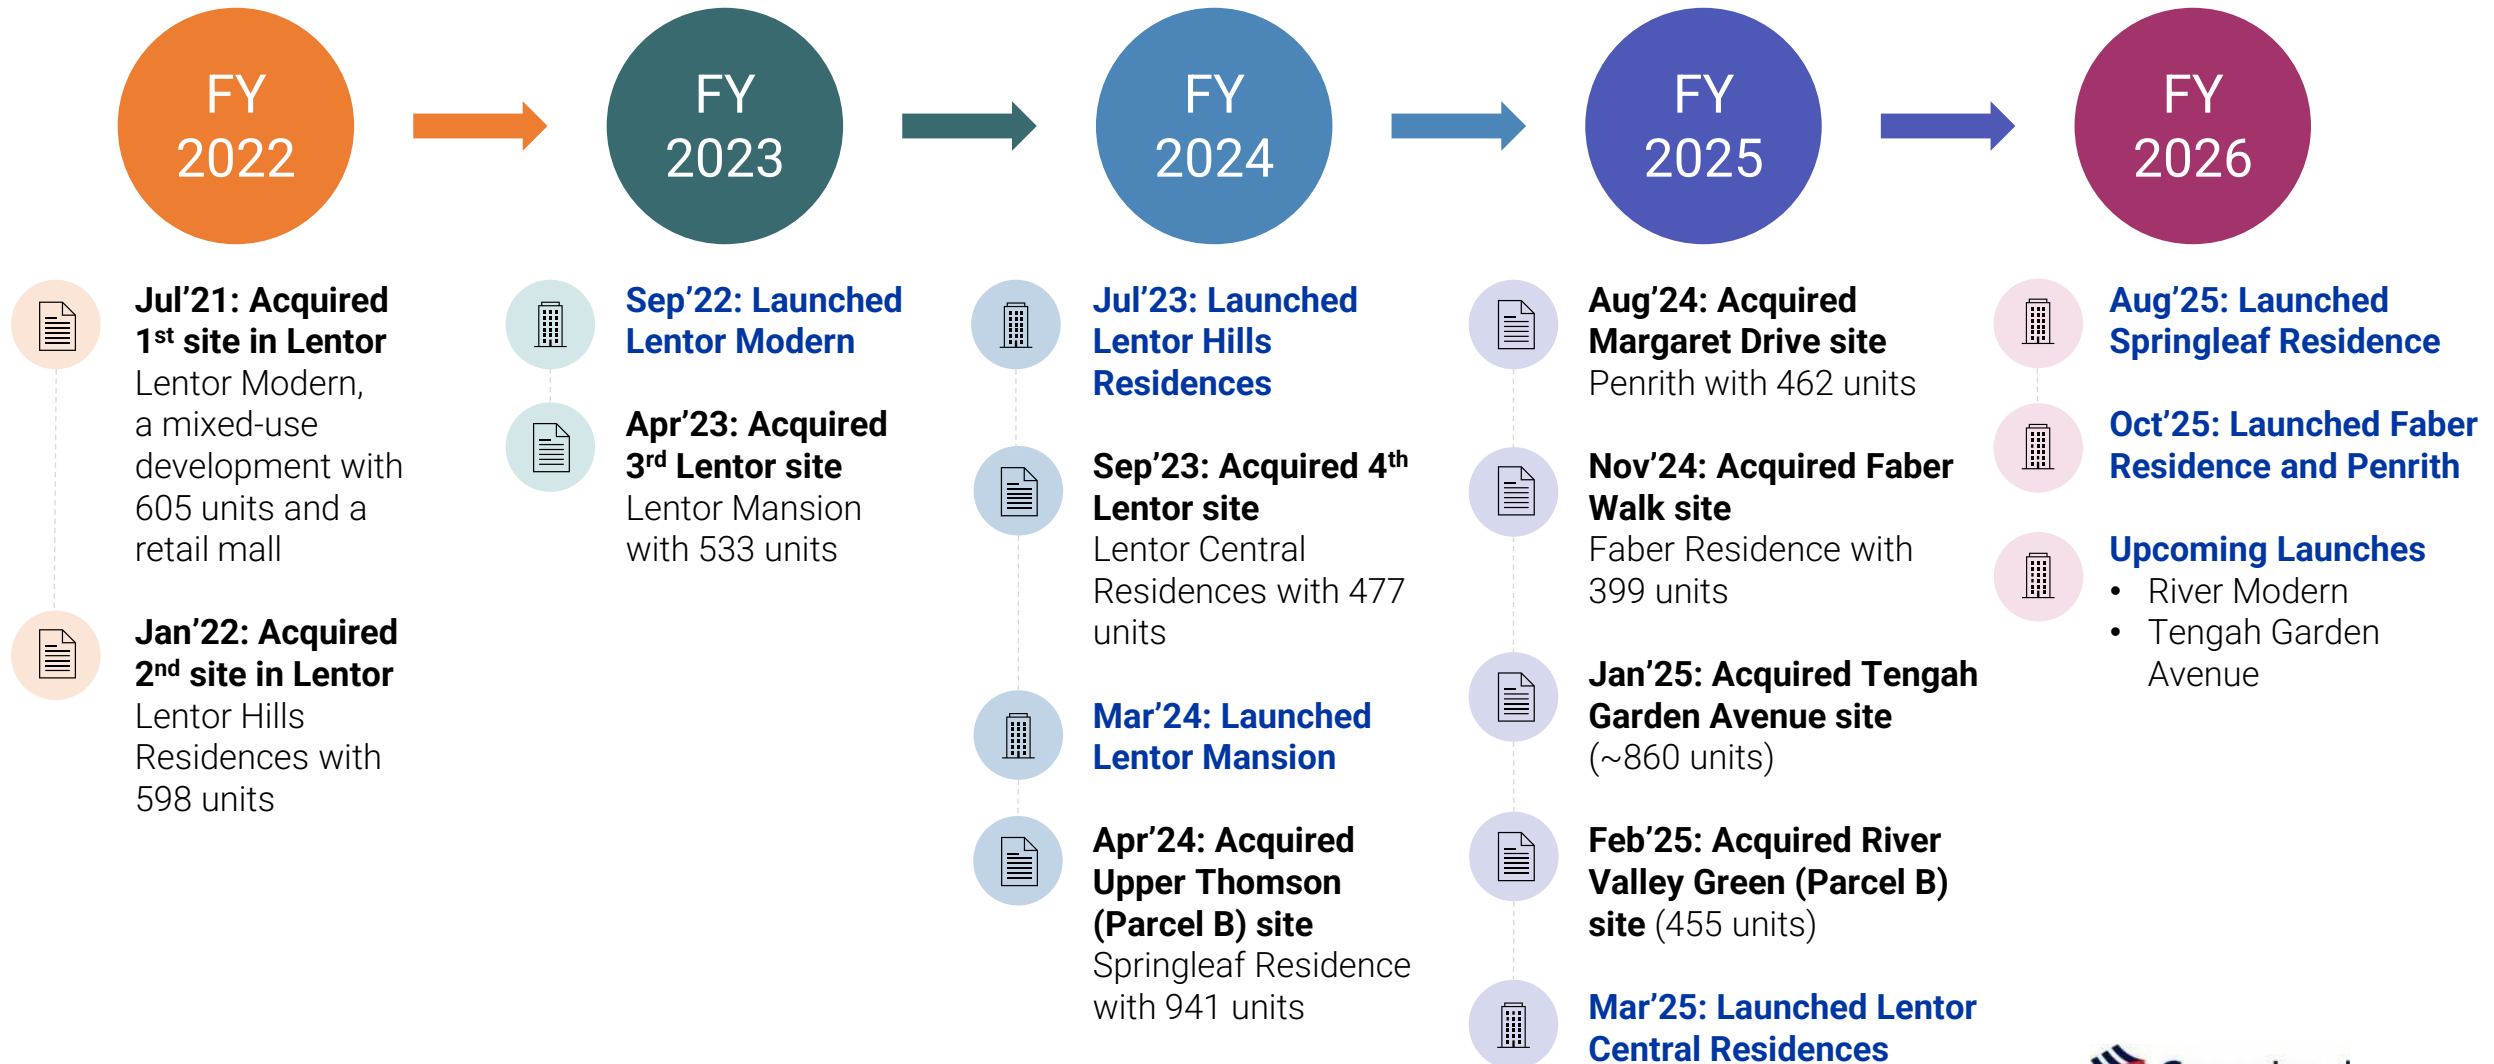 FY
2022
FY
2023
FY
2024
FY
2025
FY
2026
Jul’21: Acquired
1st site in Lentor
Lentor Modern,
a mixed-use
development with
605 units and a
retail mall
Jan’22: Acquired
2nd site in Lentor
Lentor Hills
Residences with
598 units
Sep’22: Launched
Lentor Modern
Apr’23: Acquired
3rd Lentor site
Lentor Mansion
with 533 units
Jul’23: Launched
Lentor Hills
Residences
Sep’23: Acquired 4th
Lentor site
Lentor Central
Residences with 477
units
Mar’24: Launched
Lentor Mansion
Apr’24: Acquired
Upper Thomson
(Parcel B) site
Springleaf Residence
with 941 units
Aug’24: Acquired
Margaret Drive site
Penrith with 462 units
Nov’24: Acquired Faber
Walk site
Faber Residence with
399 units
Jan’25: Acquired Tengah
Garden Avenue site
(~860 units)
Feb’25: Acquired River
Valley Green (Parcel B)
site (455 units)
Mar’25: Launched Lentor
Central Residences
Aug’25: Launched
Springleaf Residence
Oct’25: Launched Faber
Residence and Penrith
Upcoming Launches
• River Modern
• Tengah Garden
Avenue